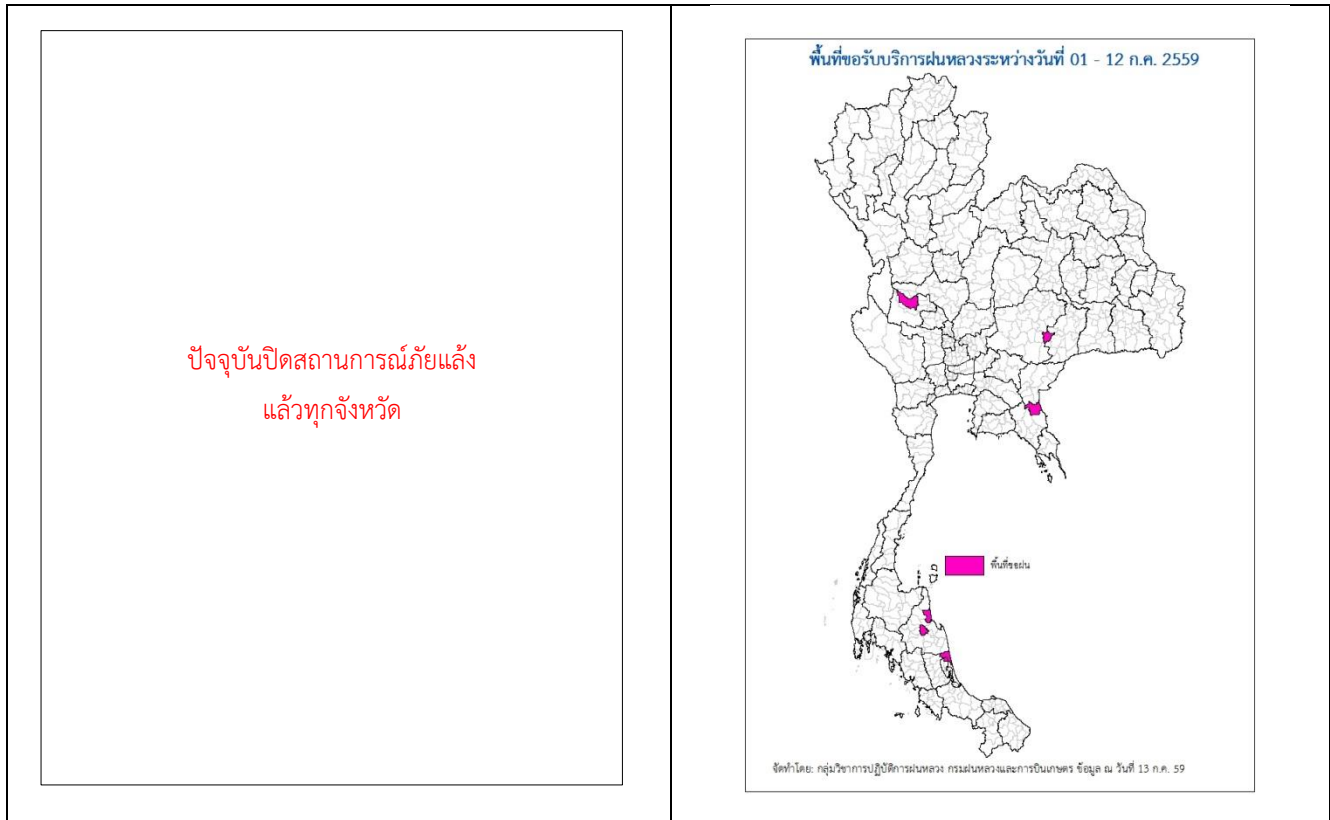 ปัจจุบันปิดสถานการณ์ภัยแล้ง
แล้วทุกจังหวัด
พื้นที่ขอรับบริการฝนหลวงระหว่างวันที่ 01 - 12 ก.ค. 2559
พื้นที่ขอฝน
จัดทำโดย: กลุ่มวิชาการปฏิบัติการฝนหลวง กรมฝนหลวงและการบินเกษตร ข้อมูล ณ วันที่ 13 ก.ค. 59